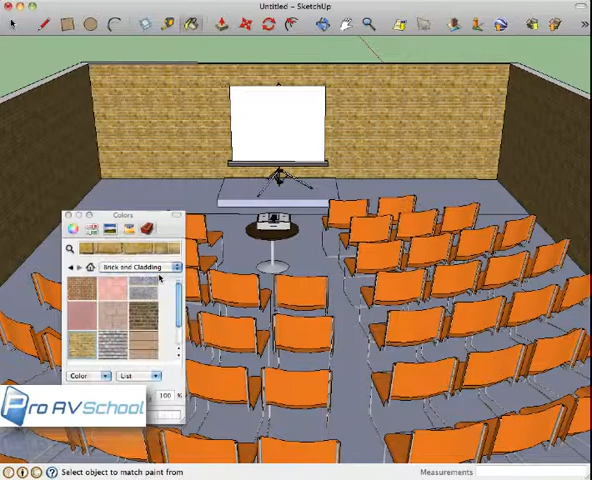 Untitled – SketchUp
Colors
Brick and Cladding
Color
List
100 %
Pro AVSchool
Select object to match paint from
Measurements